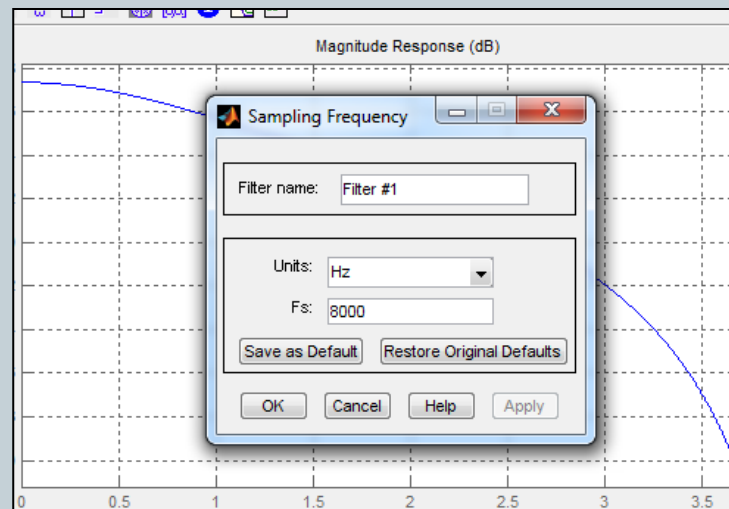 Magnitude Response (dB)
Sampling Frequency
Filter name: Filter #1
Units: Hz
Fs: 8000
Save as Default Restore Original Defaults
OK Cancel Help Apply
0 0.5 1 1.5 2 2.5 3 3.5